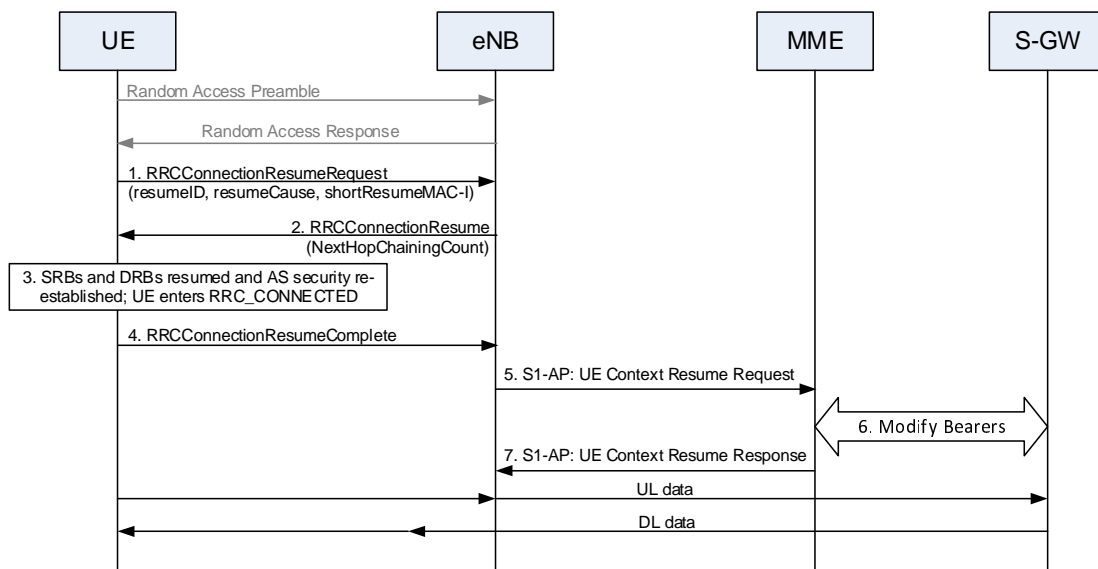 UE
eNB
MME
S-GW
Random Access Preamble
Random Access Response
1. RRCConnectionResumeRequest
(resumeID, resumeCause, shortResumeMAC-I)
2. RRCConnectionResume
(NextHopChainingCount)
3. SRBs and DRBs resumed and AS security re-
established; UE enters RRC_CONNECTED
4. RRCConnectionResumeComplete
5. S1-AP: UE Context Resume Request
6. Modify Bearers
7. S1-AP: UE Context Resume Response
UL data
DL data